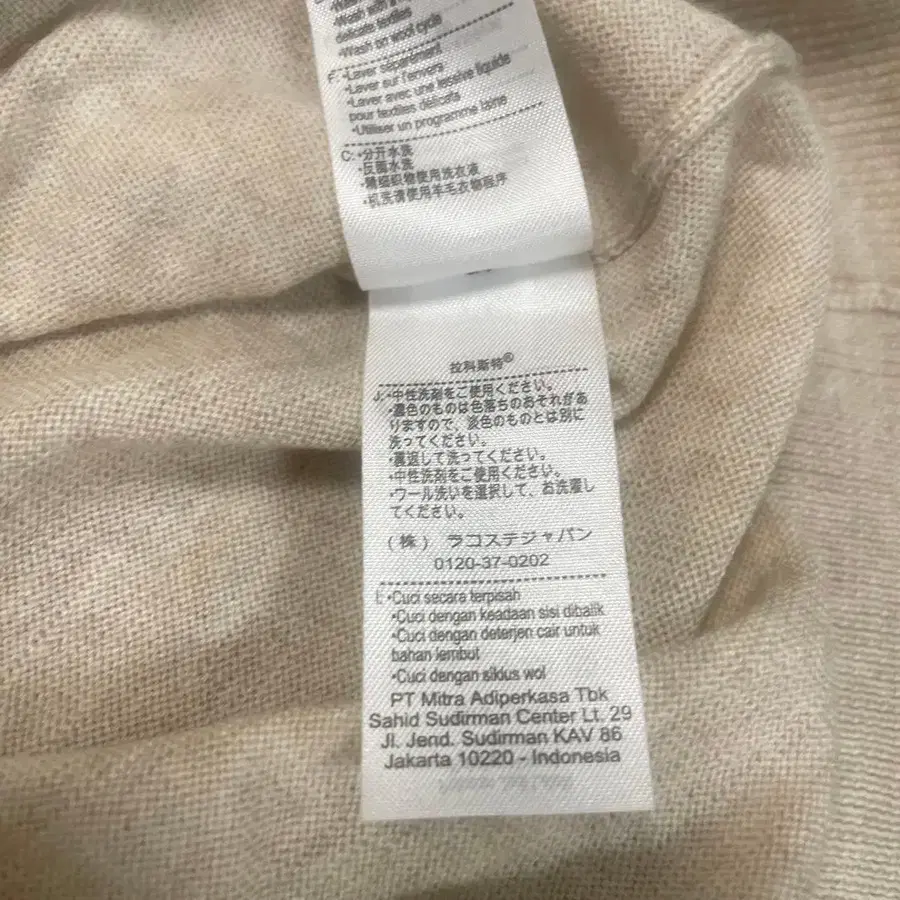 •Wash with a
delicate textiles
•Wash on wool cycle
F: •Laver séparément
•Laver sur l'envers
•Laver avec une lessive liquide
pour textiles délicats
•Utiliser un programme laine
C: •分开水洗
•反面水洗
•精细织物使用洗衣液
•机洗请使用羊毛衣物程序
拉科斯特®
J: •中性洗剤をご使用ください。
•濃色のものは色落ちのおそれがあ
りますので、淡色のものとは別に
洗ってください。
•裏返して洗ってください。
•中性洗剤をご使用ください。
•ウール洗いを選択して、お洗濯し
てください。
(株) ラコステジャパン
0120-37-0202
I: •Cuci secara terpisah
•Cuci dengan keadaan sisi dibalik
•Cuci dengan deterjen cair untuk
bahan lembut
•Cuci dengan siklus wol
PT Mitra Adiperkasa Tbk
Sahid Sudirman Center Lt. 29
Jl. Jend. Sudirman KAV 86
Jakarta 10220 - Indonesia